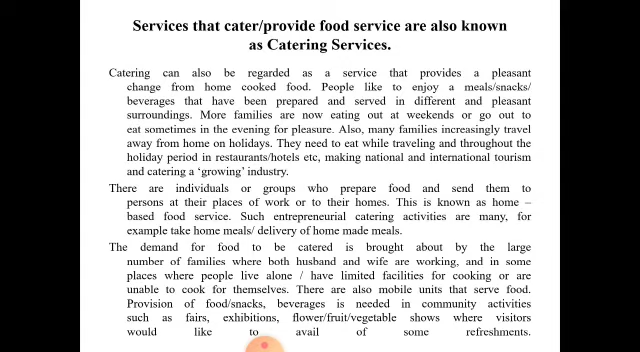 Services that cater/provide food service are also known
as Catering Services.
Catering can also be regarded as a service that provides a pleasant
change from home cooked food. People like to enjoy a meals/snacks/
beverages that have been prepared and served in different and pleasant
surroundings. More families are now eating out at weekends or go out to
eat sometimes in the evening for pleasure. Also, many families increasingly travel
away from home on holidays. They need to eat while traveling and throughout the
holiday period in restaurants/hotels etc, making national and international tourism
and catering a ‘growing’ industry.
There are individuals or groups who prepare food and send them to
persons at their places of work or to their homes. This is known as home –
based food service. Such entrepreneurial catering activities are many, for
example take home meals/ delivery of home made meals.
The demand for food to be catered is brought about by the large
number of families where both husband and wife are working, and in some
places where people live alone / have limited facilities for cooking or are
unable to cook for themselves. There are also mobile units that serve food.
Provision of food/snacks, beverages is needed in community activities
such as fairs, exhibitions, flower/fruit/vegetable shows where visitors
would like to avail of some refreshments.